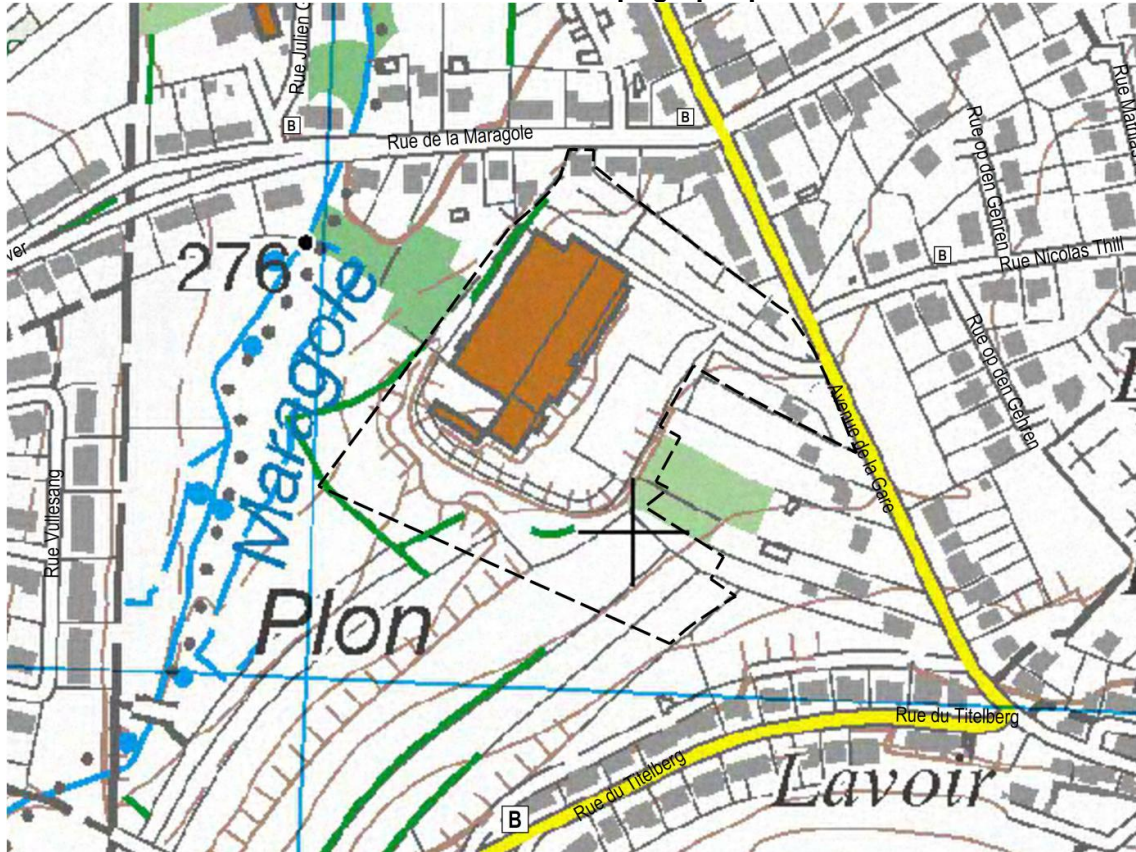 Rue Julien
B
Rue de la Maragole
B
Rue op den Gehren
ver
276
Maragole
B
Rue Nicolas Thill
Rue op den Gehren
Avenue de la Gare
Rue Vullesang
Plon
Rue du Titelberg
Rue du Titelberg
Lavoir
B